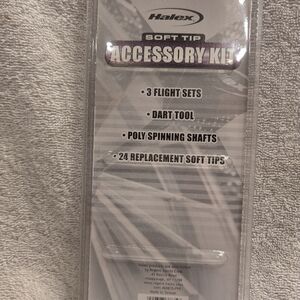 Halex
SOFT TIP
ACCESSORY KIT
• 3 FLIGHT SETS
• DART TOOL
• POLY SPINNING SHAFTS
• 24 REPLACEMENT SOFT TIPS